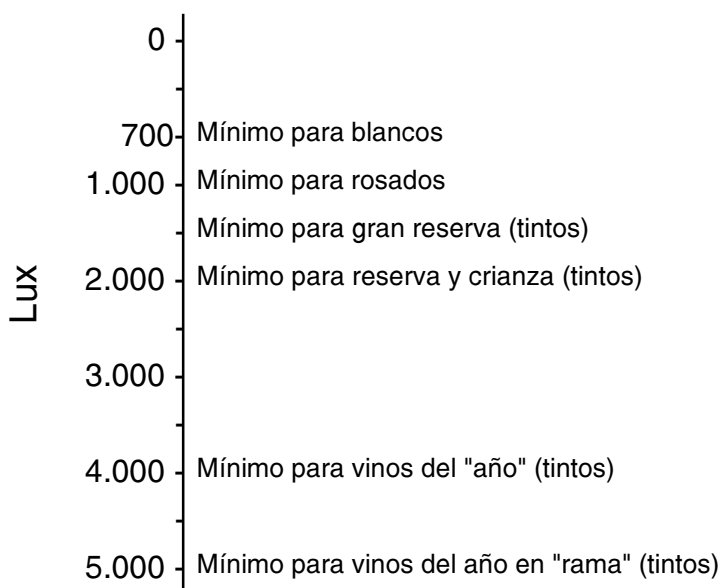 0
700 Mínimo para blancos
1.000 Mínimo para rosados
Mínimo para gran reserva (tintos)
2.000 Mínimo para reserva y crianza (tintos)
Lux
3.000
4.000 Mínimo para vinos del "año" (tintos)
5.000 Mínimo para vinos del año en "rama" (tintos)